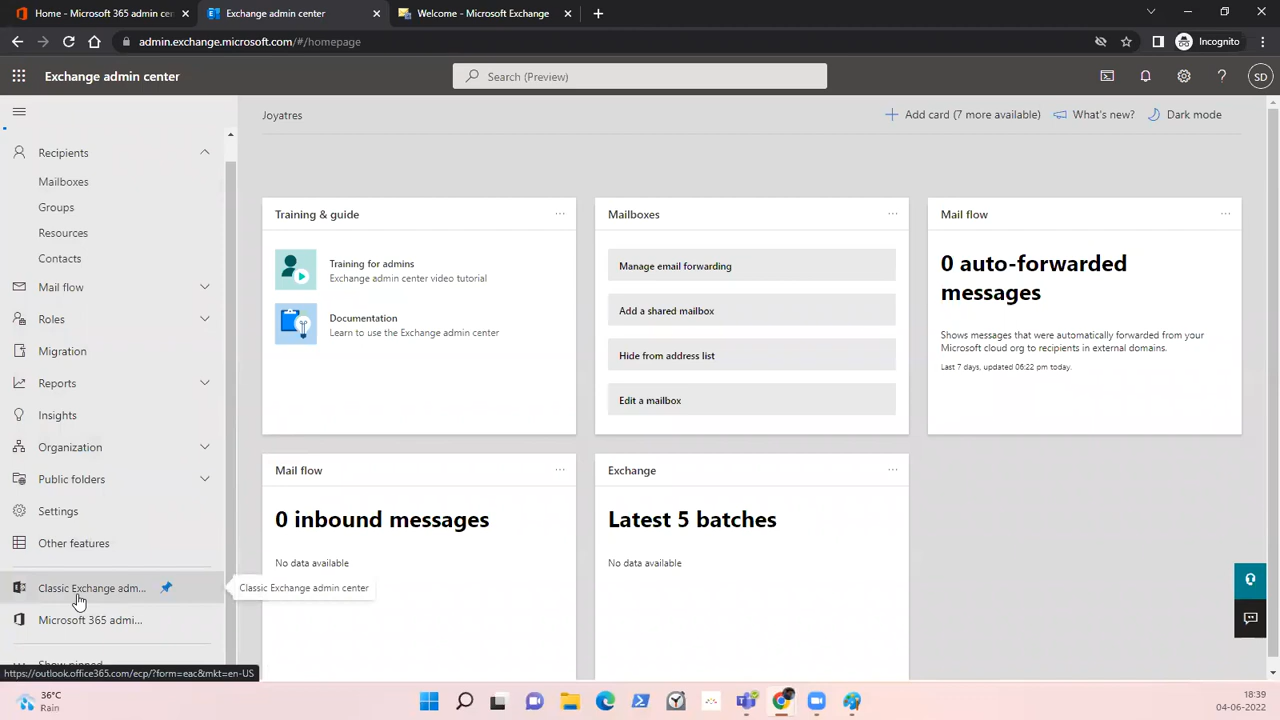 Home - Microsoft 365 admin cen
Exchange admin center
Welcome - Microsoft Exchange
admin.exchange.microsoft.com/#/homepage
Incognito
Exchange admin center
Search (Preview)
SD
Joyatres
Add card (7 more available)
What's new?
Dark mode
Recipients
Mailboxes
Groups
Resources
Contacts
Mail flow
Roles
Migration
Reports
Insights
Organization
Public folders
Settings
Other features
Classic Exchange adm...
Classic Exchange admin center
Microsoft 365 admi...
Show pinned
https://outlook.office365.com/ecp/?form=eac&mkt=en-US
Training & guide
Training for admins
Exchange admin center video tutorial
Documentation
Learn to use the Exchange admin center
Mailboxes
Manage email forwarding
Add a shared mailbox
Hide from address list
Edit a mailbox
Mail flow
0 auto-forwarded
messages
Shows messages that were automatically forwarded from your
Microsoft cloud org to recipients in external domains.
Last 7 days, updated 06:22 pm today.
Mail flow
0 inbound messages
No data available
Exchange
Latest 5 batches
No data available
36°C
Rain
18:39
04-06-2022